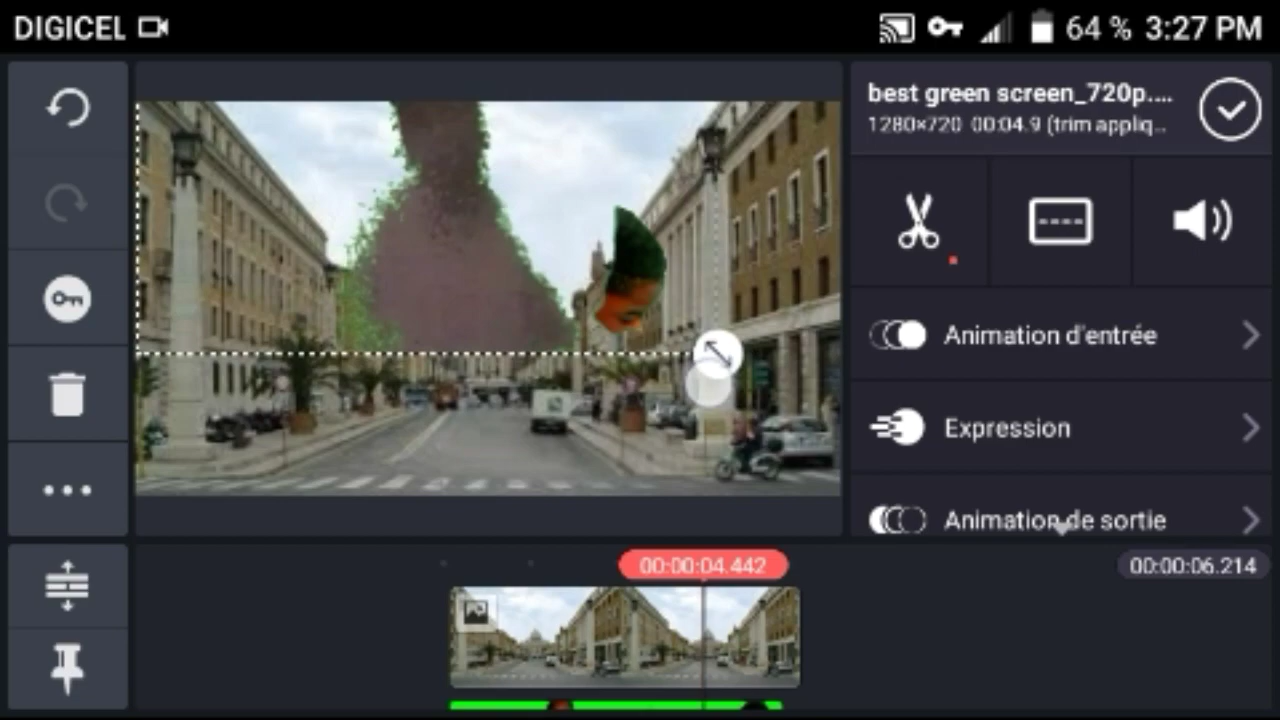 DIGICEL
64 % 3:27 PM
best green screen_720p....
1280×720 00:04.9 (trim appliq...
Animation d'entrée
Expression
Animation de sortie
00:00:04.442
00:00:06.214